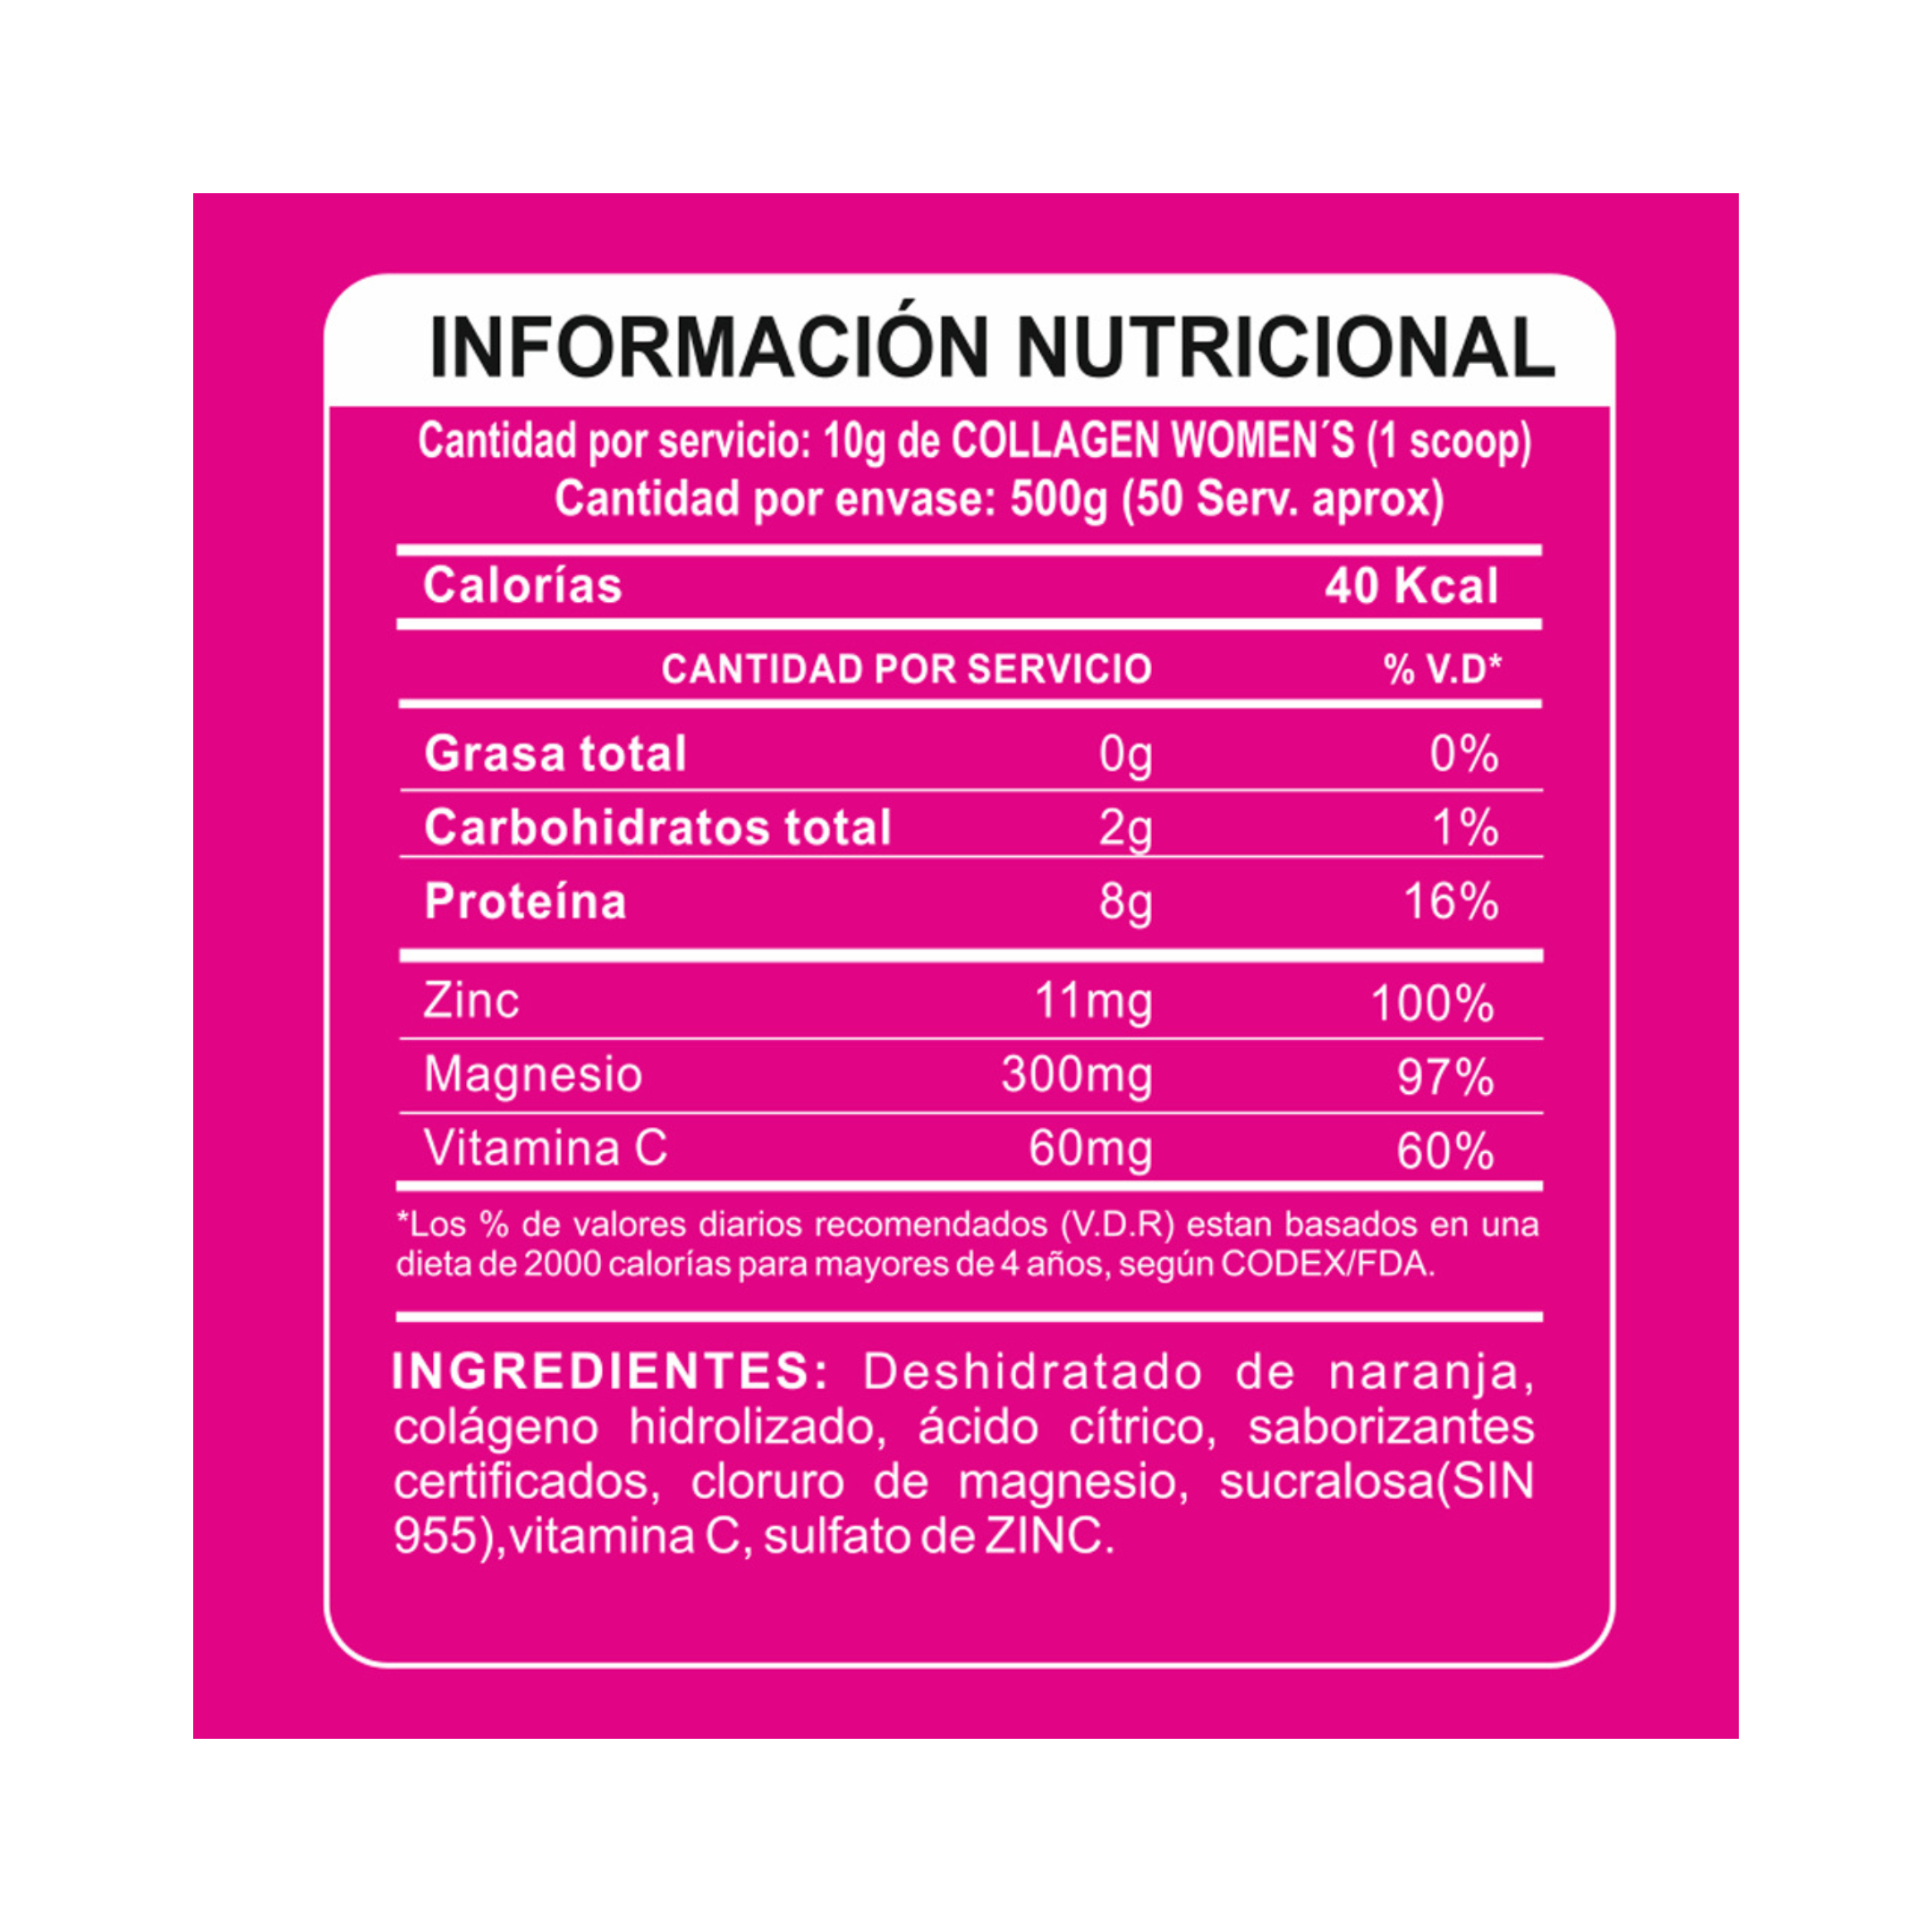 INFORMACIÓN NUTRICIONAL
Cantidad por servicio: 10g de COLLAGEN WOMEN´S (1 scoop)
Cantidad por envase: 500g (50 Serv. aprox)
Calorías 40 Kcal
CANTIDAD POR SERVICIO % V.D*
Grasa total 0g 0%
Carbohidratos total 2g 1%
Proteína 8g 16%
Zinc 11mg 100%
Magnesio 300mg 97%
Vitamina C 60mg 60%
*Los % de valores diarios recomendados (V.D.R) estan basados en una
dieta de 2000 calorías para mayores de 4 años, según CODEX/FDA.
INGREDIENTES: Deshidratado de naranja,
colágeno hidrolizado, ácido cítrico, saborizantes
certificados, cloruro de magnesio, sucralosa(SIN
955),vitamina C, sulfato de ZINC.